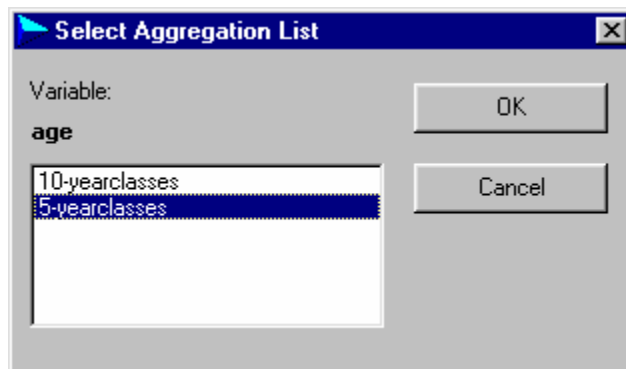 Select Aggregation List
Variable:
age
10-yearclasses
5-yearclasses
OK
Cancel